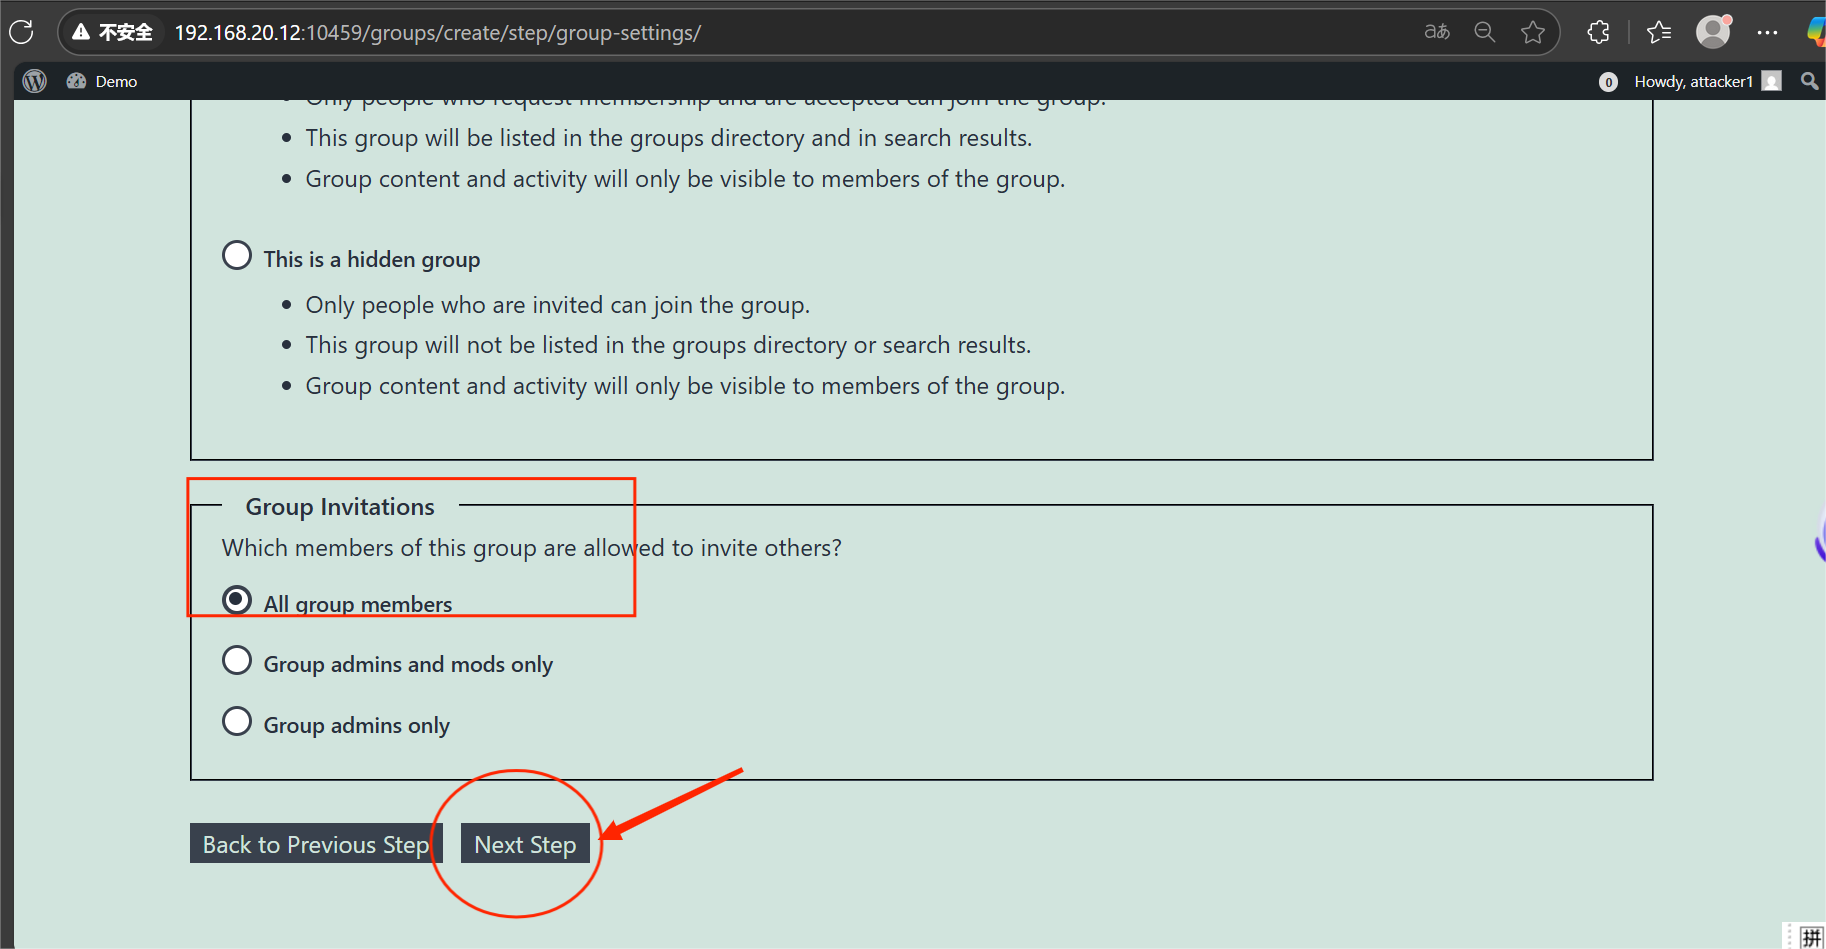 不安全 192.168.20.12:10459/groups/create/step/group-settings/ aあ
Demo 0 Howdy, attacker1
Only people who request membership and are accepted can join the group.
This group will be listed in the groups directory and in search results.
Group content and activity will only be visible to members of the group.
This is a hidden group
Only people who are invited can join the group.
This group will not be listed in the groups directory or search results.
Group content and activity will only be visible to members of the group.
Group Invitations
Which members of this group are allowed to invite others?
All group members
Group admins and mods only
Group admins only
Back to Previous Step Next Step
拼